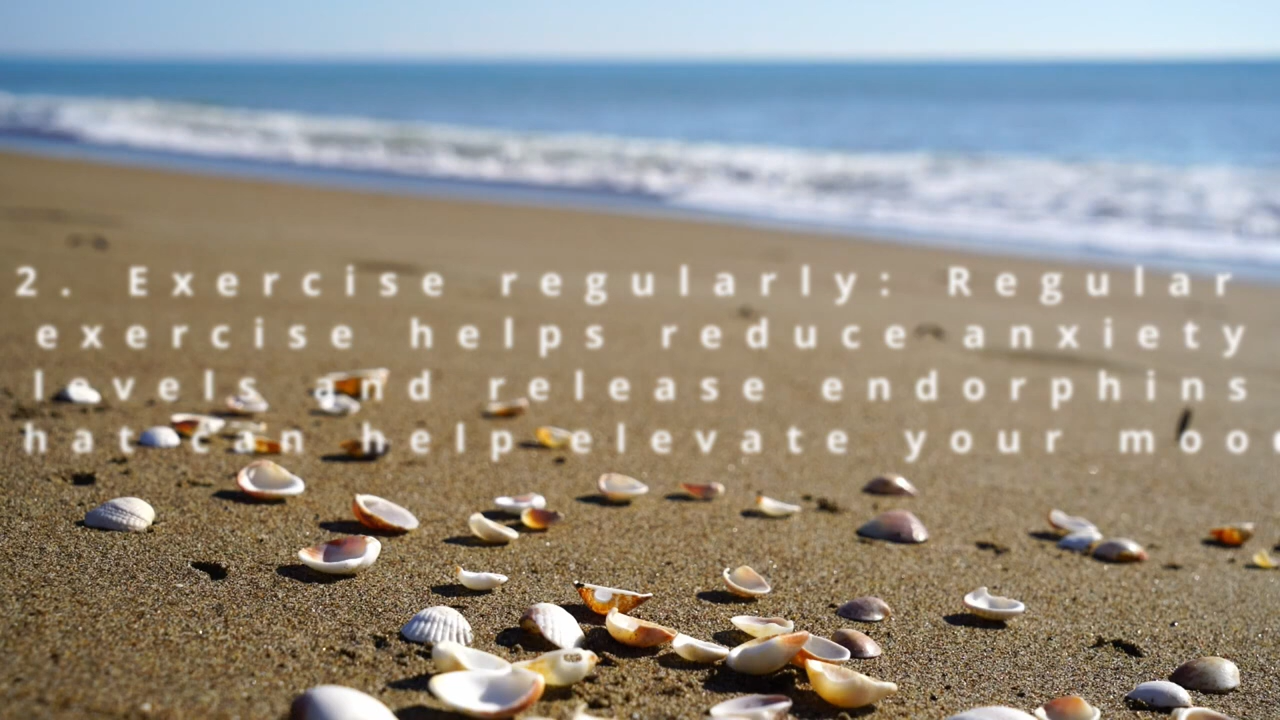 2. Exercise regularly: Regular
exercise helps reduce anxiety
levels and release endorphins
hat can help elevate your moo